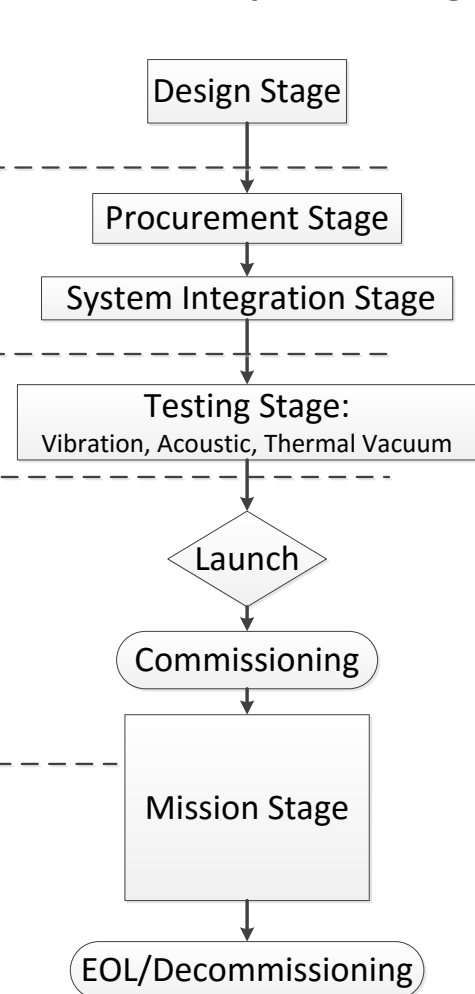 Design Stage
Procurement Stage
System Integration Stage
Testing Stage:
Vibration, Acoustic, Thermal Vacuum
Launch
Commissioning
Mission Stage
EOL/Decommissioning